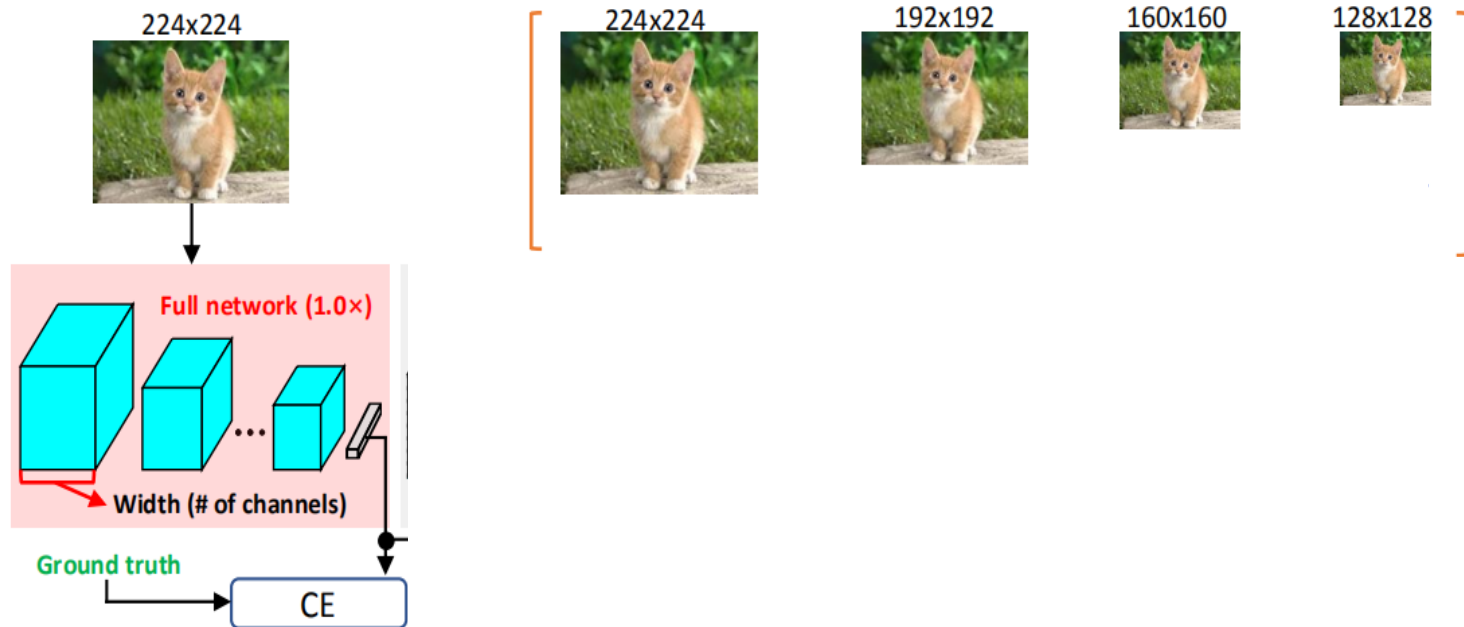 224x224
224x224
192x192
160x160
128x128
Full network (1.0×)
Width (# of channels)
Ground truth
CE